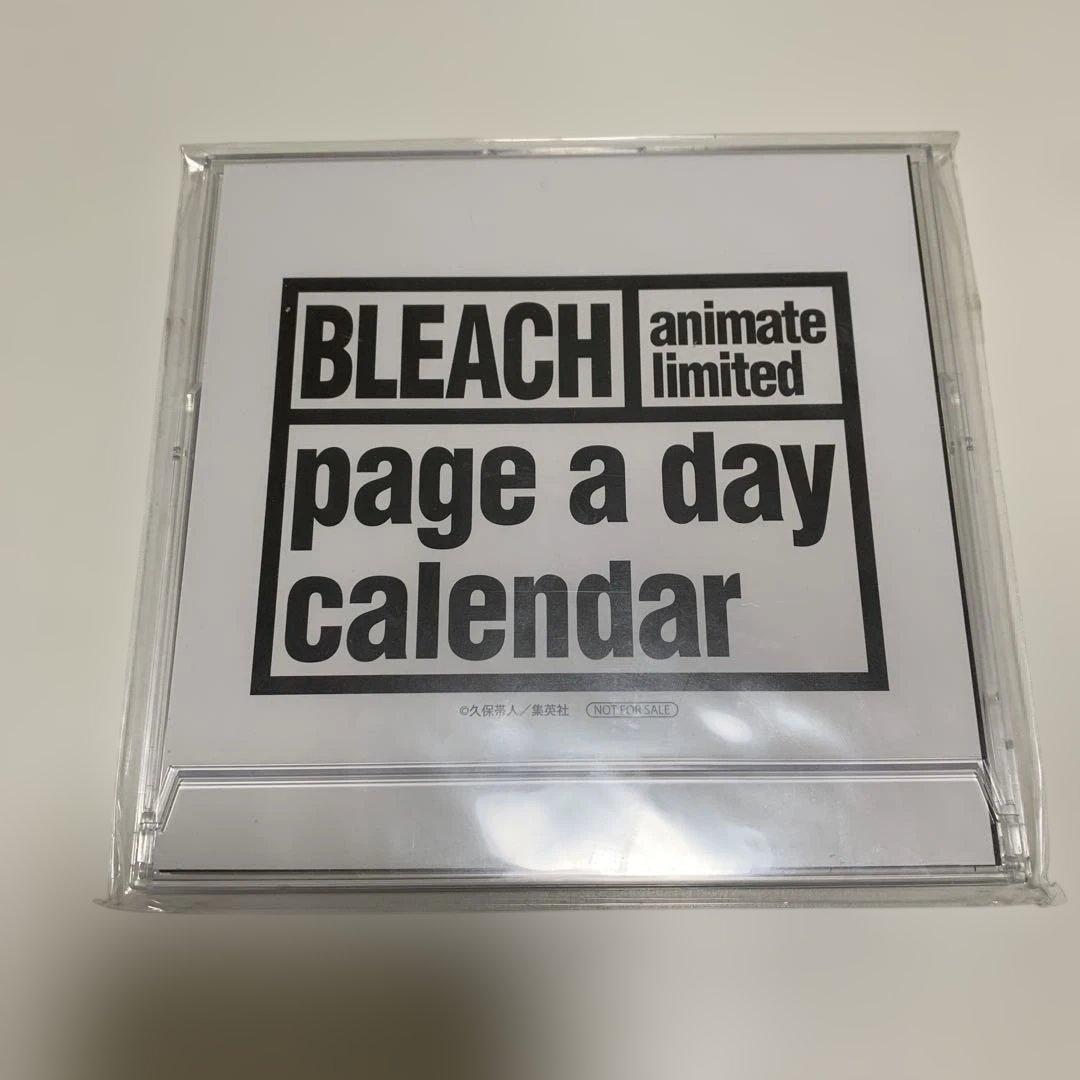 BLEACH
animate
limited
page a day
calendar
©久保帯人／集英社 NOT FOR SALE